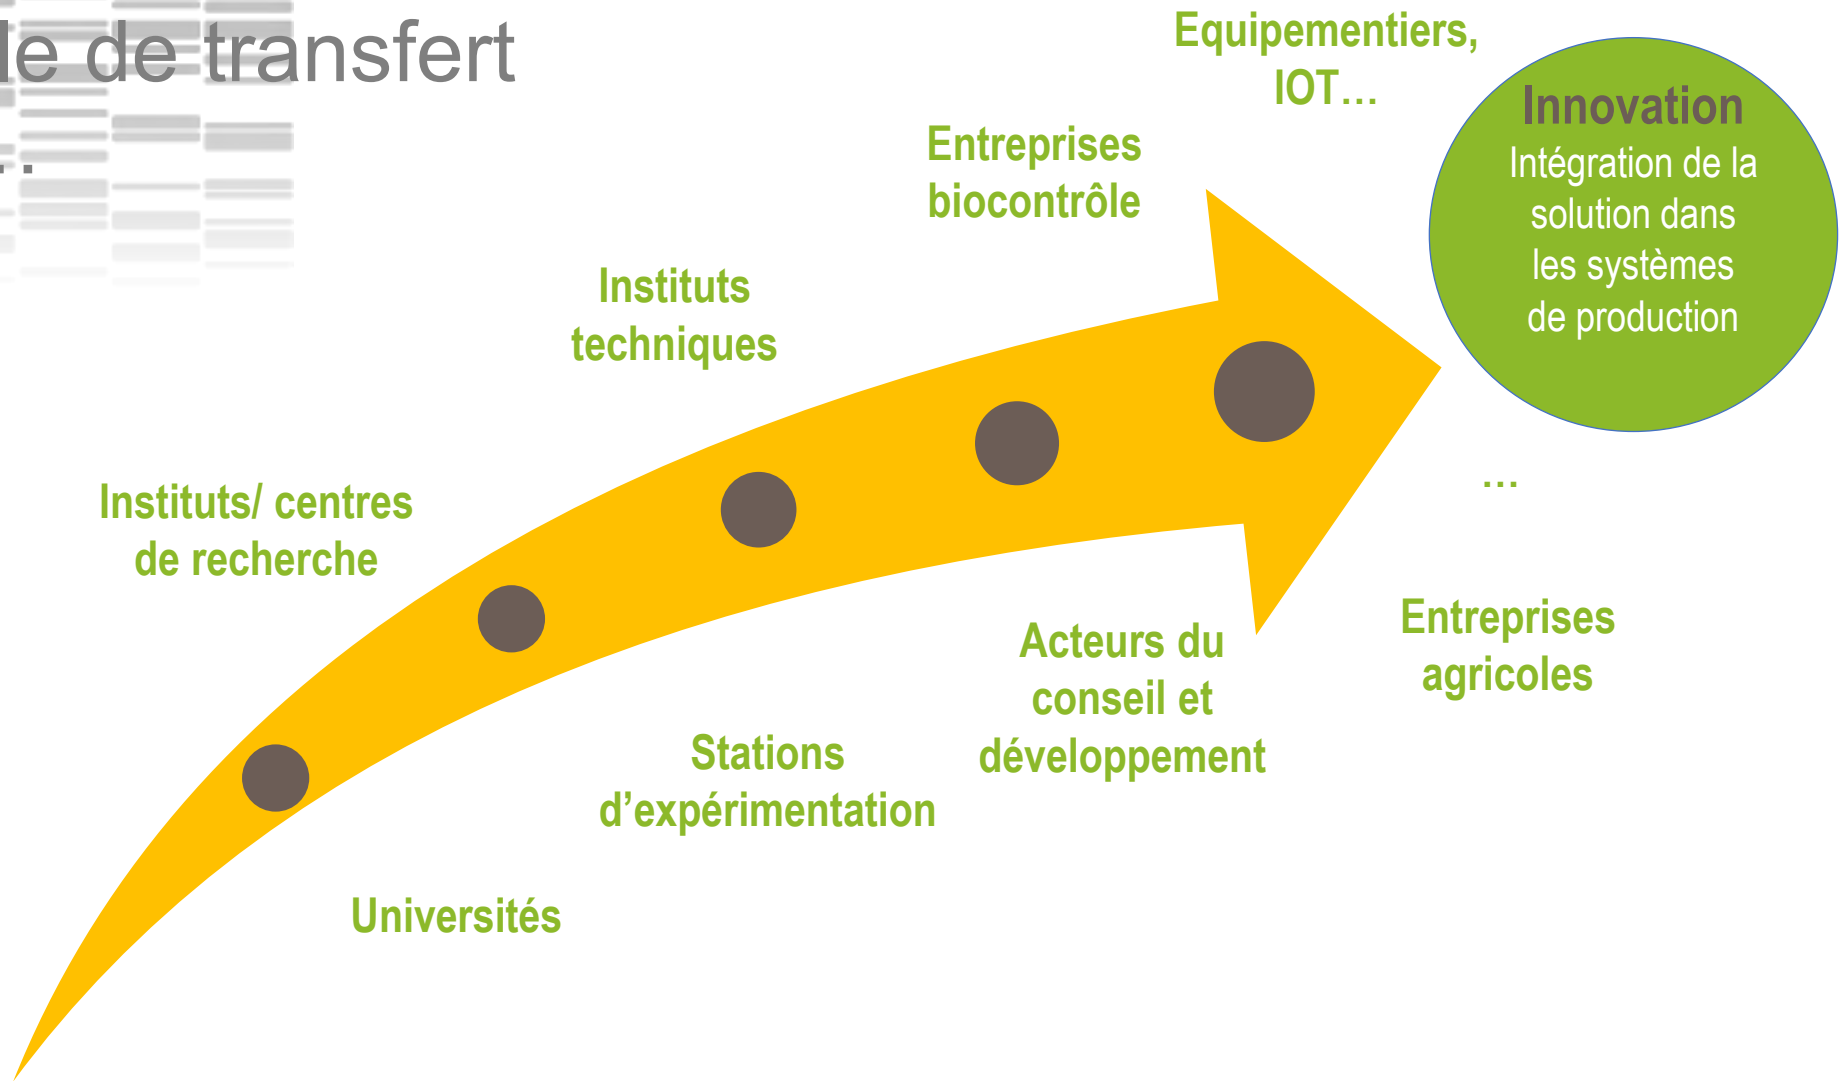 le de transfert
…
Equipementiers,
IOT…
Innovation
Intégration de la
solution dans
les systèmes
de production
Entreprises
biocontrôle
Instituts
techniques
Instituts/ centres
de recherche
…
Entreprises
agricoles
Acteurs du
conseil et
développement
Stations
d’expérimentation
Universités